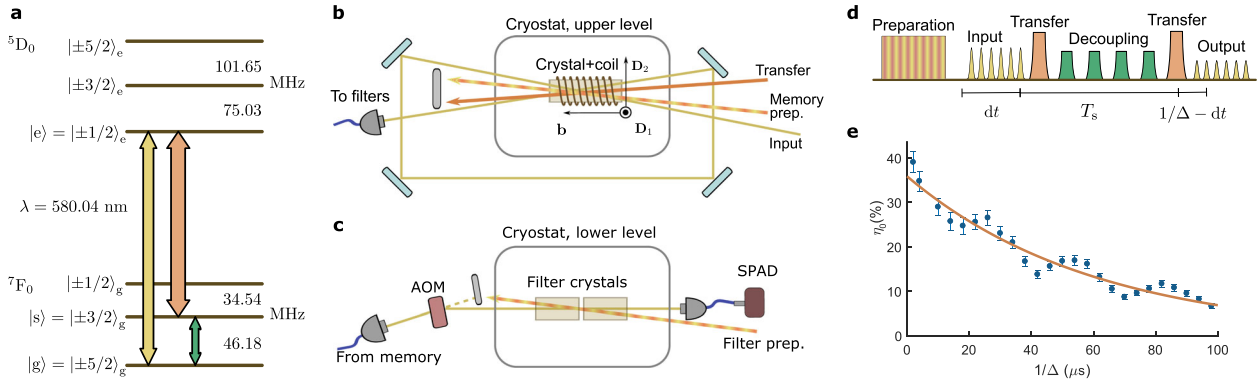 a
⁵D₀
|±5/2⟩ₑ
101.65
|±3/2⟩ₑ
MHz
75.03
|e⟩ = |±1/2⟩ₑ
λ = 580.04 nm
⁷F₀
|±1/2⟩g
34.54
|s⟩ = |±3/2⟩g
MHz
46.18
|g⟩ = |±5/2⟩g
b
Cryostat, upper level
Crystal+coil
D₂
Transfer
To filters
Memory
prep.
b
D₁
Input
c
Cryostat, lower level
AOM
Filter crystals
SPAD
From memory
Filter prep.
d
Preparation
Input
Transfer
Decoupling
Transfer
Output
dt
Tₛ
1/Δ − dt
e
η₀(%)
40
30
20
10
0
0
20
40
60
80
100
1/Δ (μs)